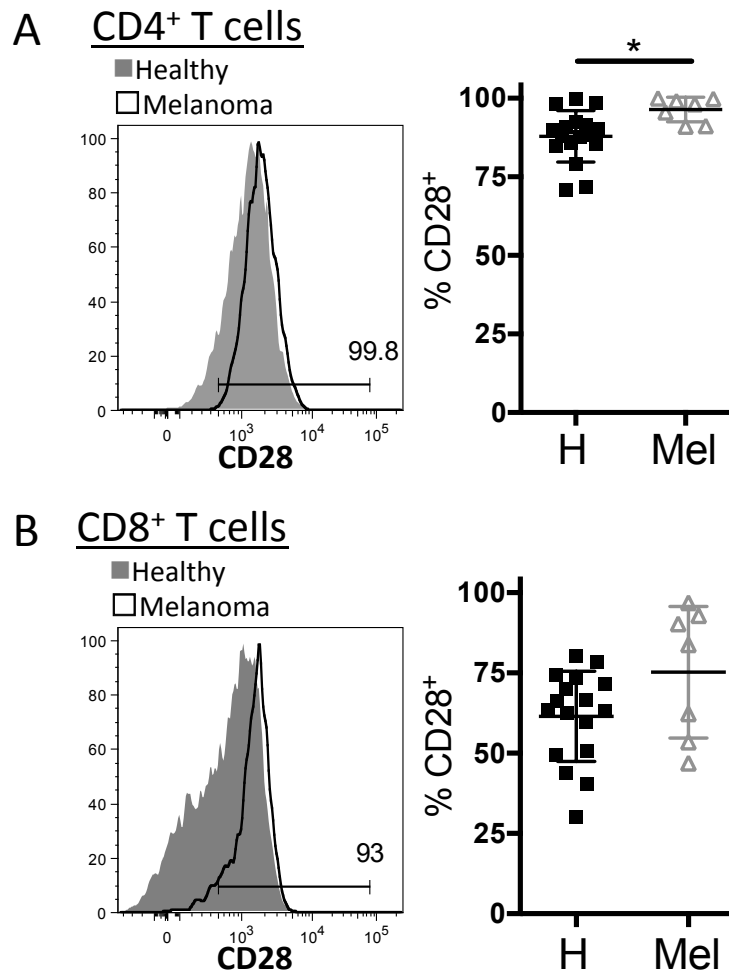 A
CD4⁺ T cells
Healthy
Melanoma
100
80
60
40
20
0
99.8
0 10³ 10⁴ 10⁵
CD28
*
% CD28⁺
100
75
50
25
0
H Mel
B
CD8⁺ T cells
Healthy
Melanoma
100
80
60
40
20
0
93
0 10³ 10⁴ 10⁵
CD28
% CD28⁺
100
75
50
25
0
H Mel